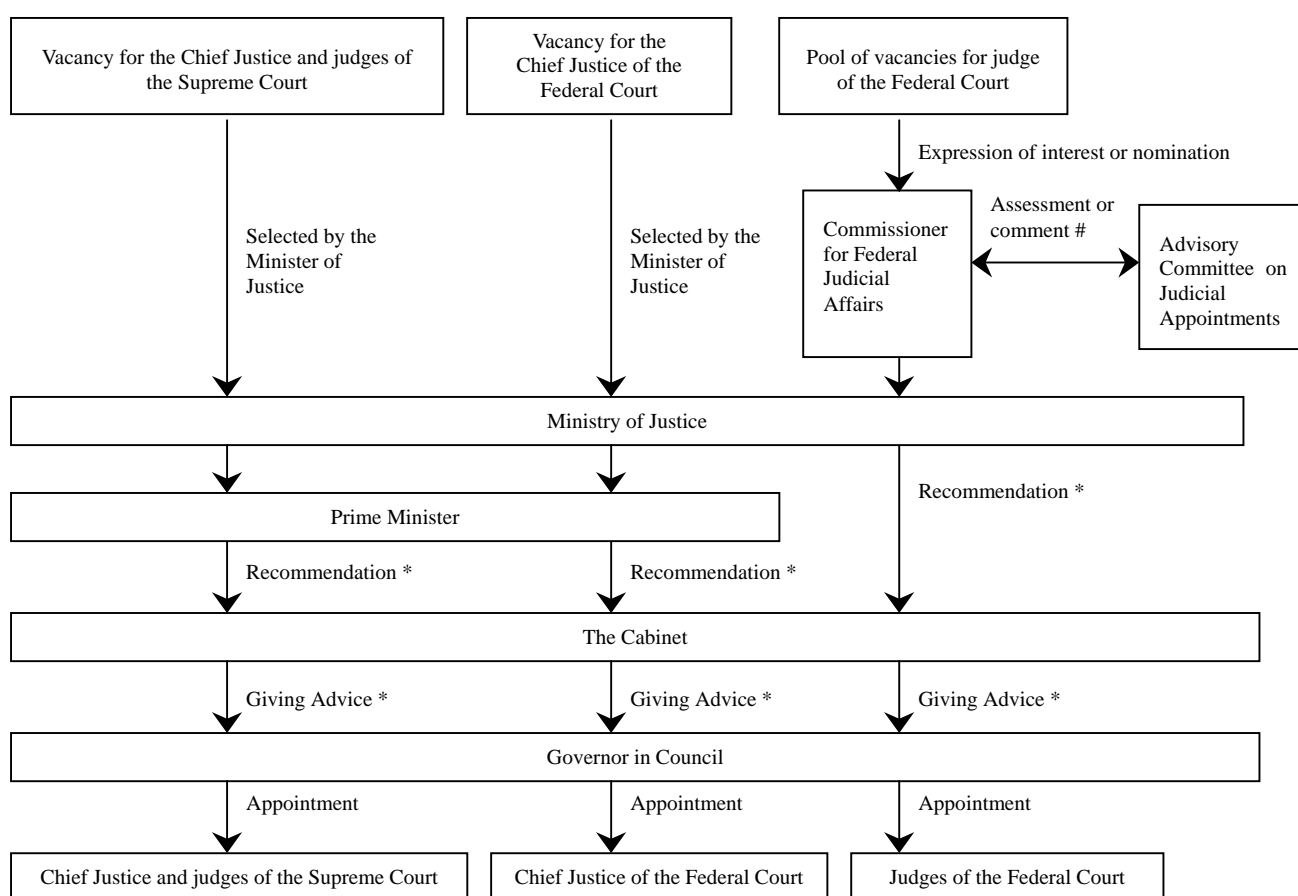 Vacancy for the Chief Justice and judges of
the Supreme Court
Vacancy for the
Chief Justice of the
Federal Court
Pool of vacancies for judge
of the Federal Court
Expression of interest or nomination
Selected by the
Minister of
Justice
Selected by the
Minister of
Justice
Commissioner
for Federal
Judicial
Affairs
Assessment or
comment #
Advisory
Committee on
Judicial
Appointments
Ministry of Justice
Prime Minister
Recommendation *
Recommendation *
Recommendation *
The Cabinet
Giving Advice *
Giving Advice *
Giving Advice *
Governor in Council
Appointment
Appointment
Appointment
Chief Justice and judges of the Supreme Court
Chief Justice of the Federal Court
Judges of the Federal Court